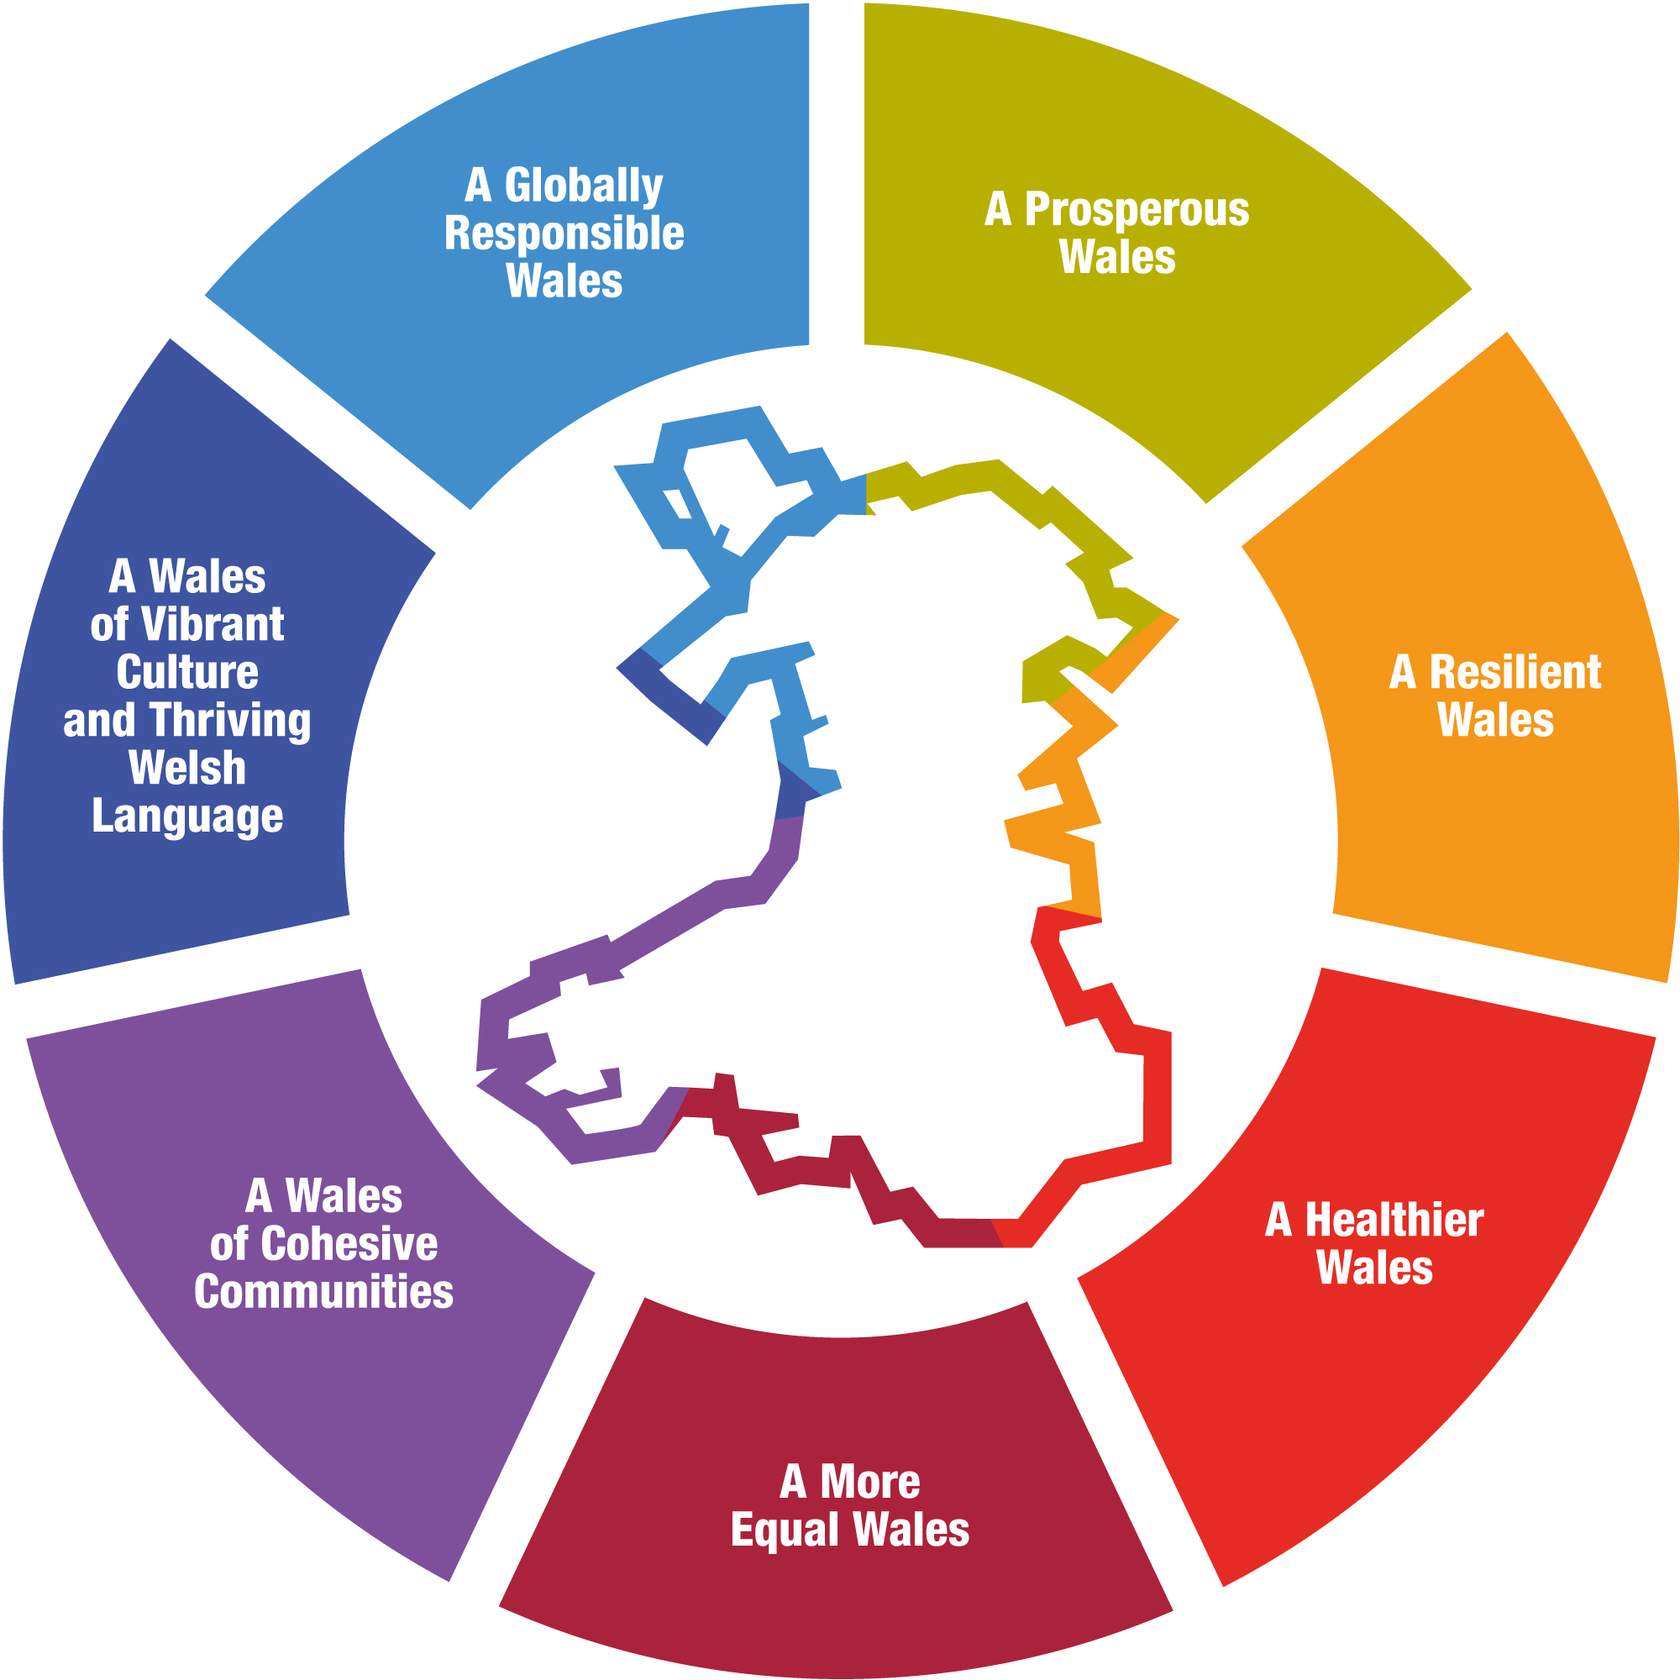 A Globally
Responsible
Wales
A Prosperous
Wales
A Resilient
Wales
A Healthier
Wales
A More
Equal Wales
A Wales
of Cohesive
Communities
A Wales
of Vibrant
Culture
and Thriving
Welsh
Language